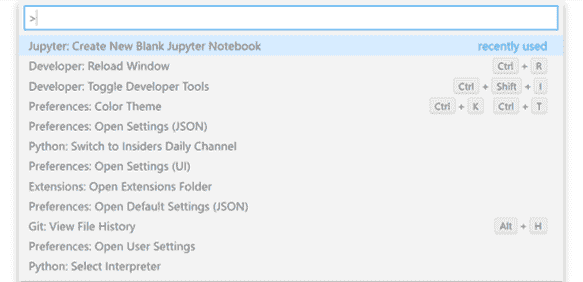 >
Jupyter: Create New Blank Jupyter Notebook recently used
Developer: Reload Window Ctrl + R
Developer: Toggle Developer Tools Ctrl + Shift + I
Preferences: Color Theme Ctrl + K Ctrl + T
Preferences: Open Settings (JSON)
Python: Switch to Insiders Daily Channel
Preferences: Open Settings (UI)
Extensions: Open Extensions Folder
Preferences: Open Default Settings (JSON)
Git: View File History Alt + H
Preferences: Open User Settings
Python: Select Interpreter